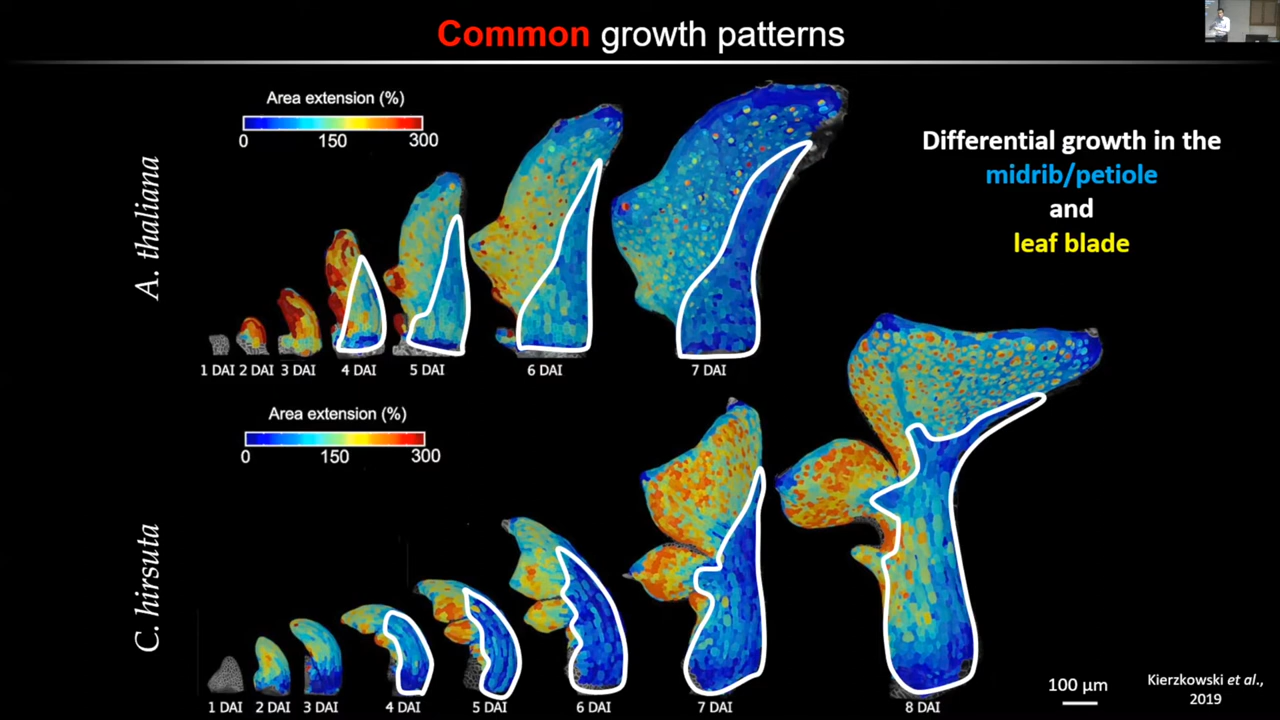 Common growth patterns
Area extension (%)
0 150 300
A. thaliana
1 DAI 2 DAI 3 DAI 4 DAI 5 DAI 6 DAI 7 DAI
Differential growth in the
midrib/petiole
and
leaf blade
Area extension (%)
0 150 300
C. hirsuta
1 DAI 2 DAI 3 DAI 4 DAI 5 DAI 6 DAI 7 DAI 8 DAI
100 µm
Kierzkowski et al.,
2019